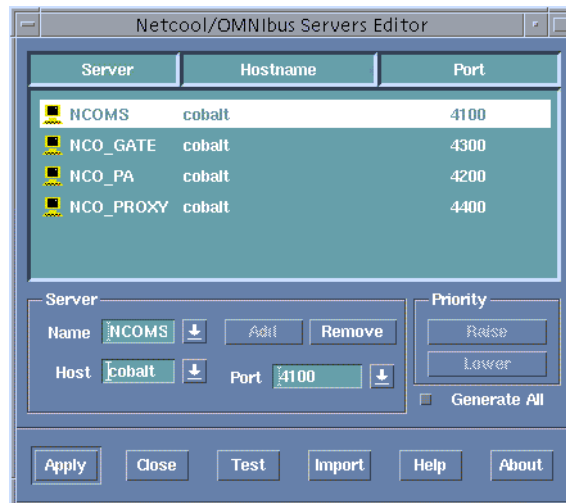 Netcool/OMNIbus Servers Editor
Server Hostname Port
NCOMS cobalt 4100
NCO_GATE cobalt 4300
NCO_PA cobalt 4200
NCO_PROXY cobalt 4400
Server
Priority
Name NCOMS Add Remove
Raise
Host cobalt Port 4100
Lower
Generate All
Apply Close Test Import Help About